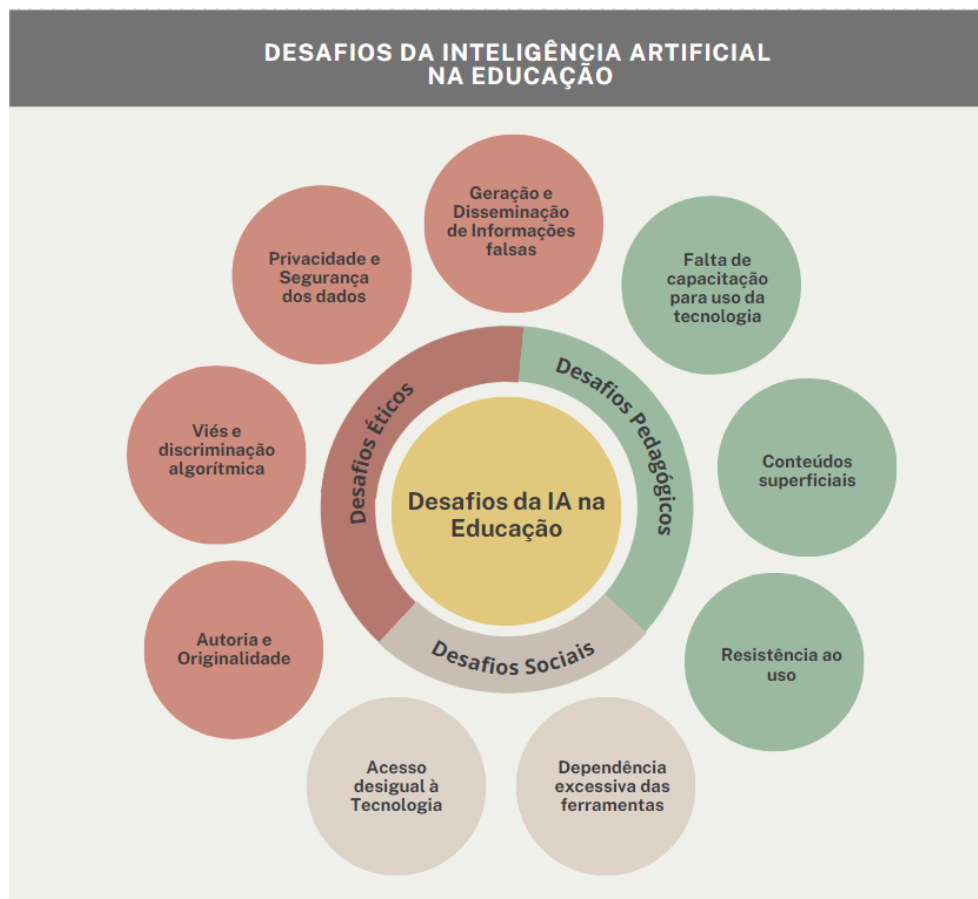 DESAFIOS DA INTELIGÊNCIA ARTIFICIAL
NA EDUCAÇÃO
Geração e
Disseminação
de Informações
falsas
Privacidade e
Segurança
dos dados
Falta de
capacitação
para uso da
tecnologia
Viés e
discriminação
algorítmica
Conteúdos
superficiais
Autoria e
Originalidade
Resistência ao
uso
Acesso
desigual à
Tecnologia
Dependência
excessiva das
ferramentas
Desafios Éticos
Desafios Pedagógicos
Desafios Sociais
Desafios da IA na
Educação